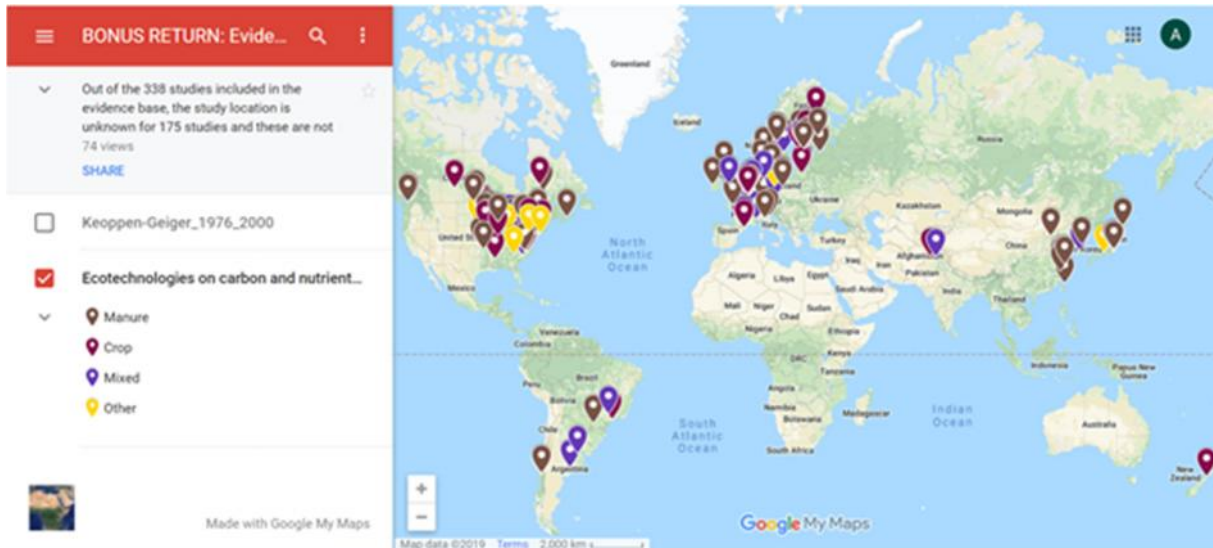 BONUS RETURN: Evide...
A
Out of the 338 studies included in the
evidence base, the study location is
unknown for 175 studies and these are not
74 views
SHARE
Keoppen-Geiger_1976_2000
Ecotechnologies on carbon and nutrient...
Manure
Crop
Mixed
Other
Made with Google My Maps
Greenland
Iceland
Russia
Ukraine
Kazakhstan
Mongolia
United St
North
Atlantic
Ocean
Spain
Italy
Turkey
Afghanistan
China
Iraq
Iran
Pakistan
Mexico
Algeria
Libya
Egypt
Saudi Arabia
India
Thailand
Mali
Niger
Chad
Sudan
Nigeria
Ethiopia
Venezuela
Colombia
DRC
Kenya
Tanzania
Indonesia
Papua New
Guinea
Peru
Brazil
Bolivia
Angola
Namibia
Botswana
Madagascar
Indian
Ocean
Australia
Chile
South
Atlantic
Ocean
South Africa
Argentina
New
Zealand
Google My Maps
Map data ©2019 Terms 2,000 km